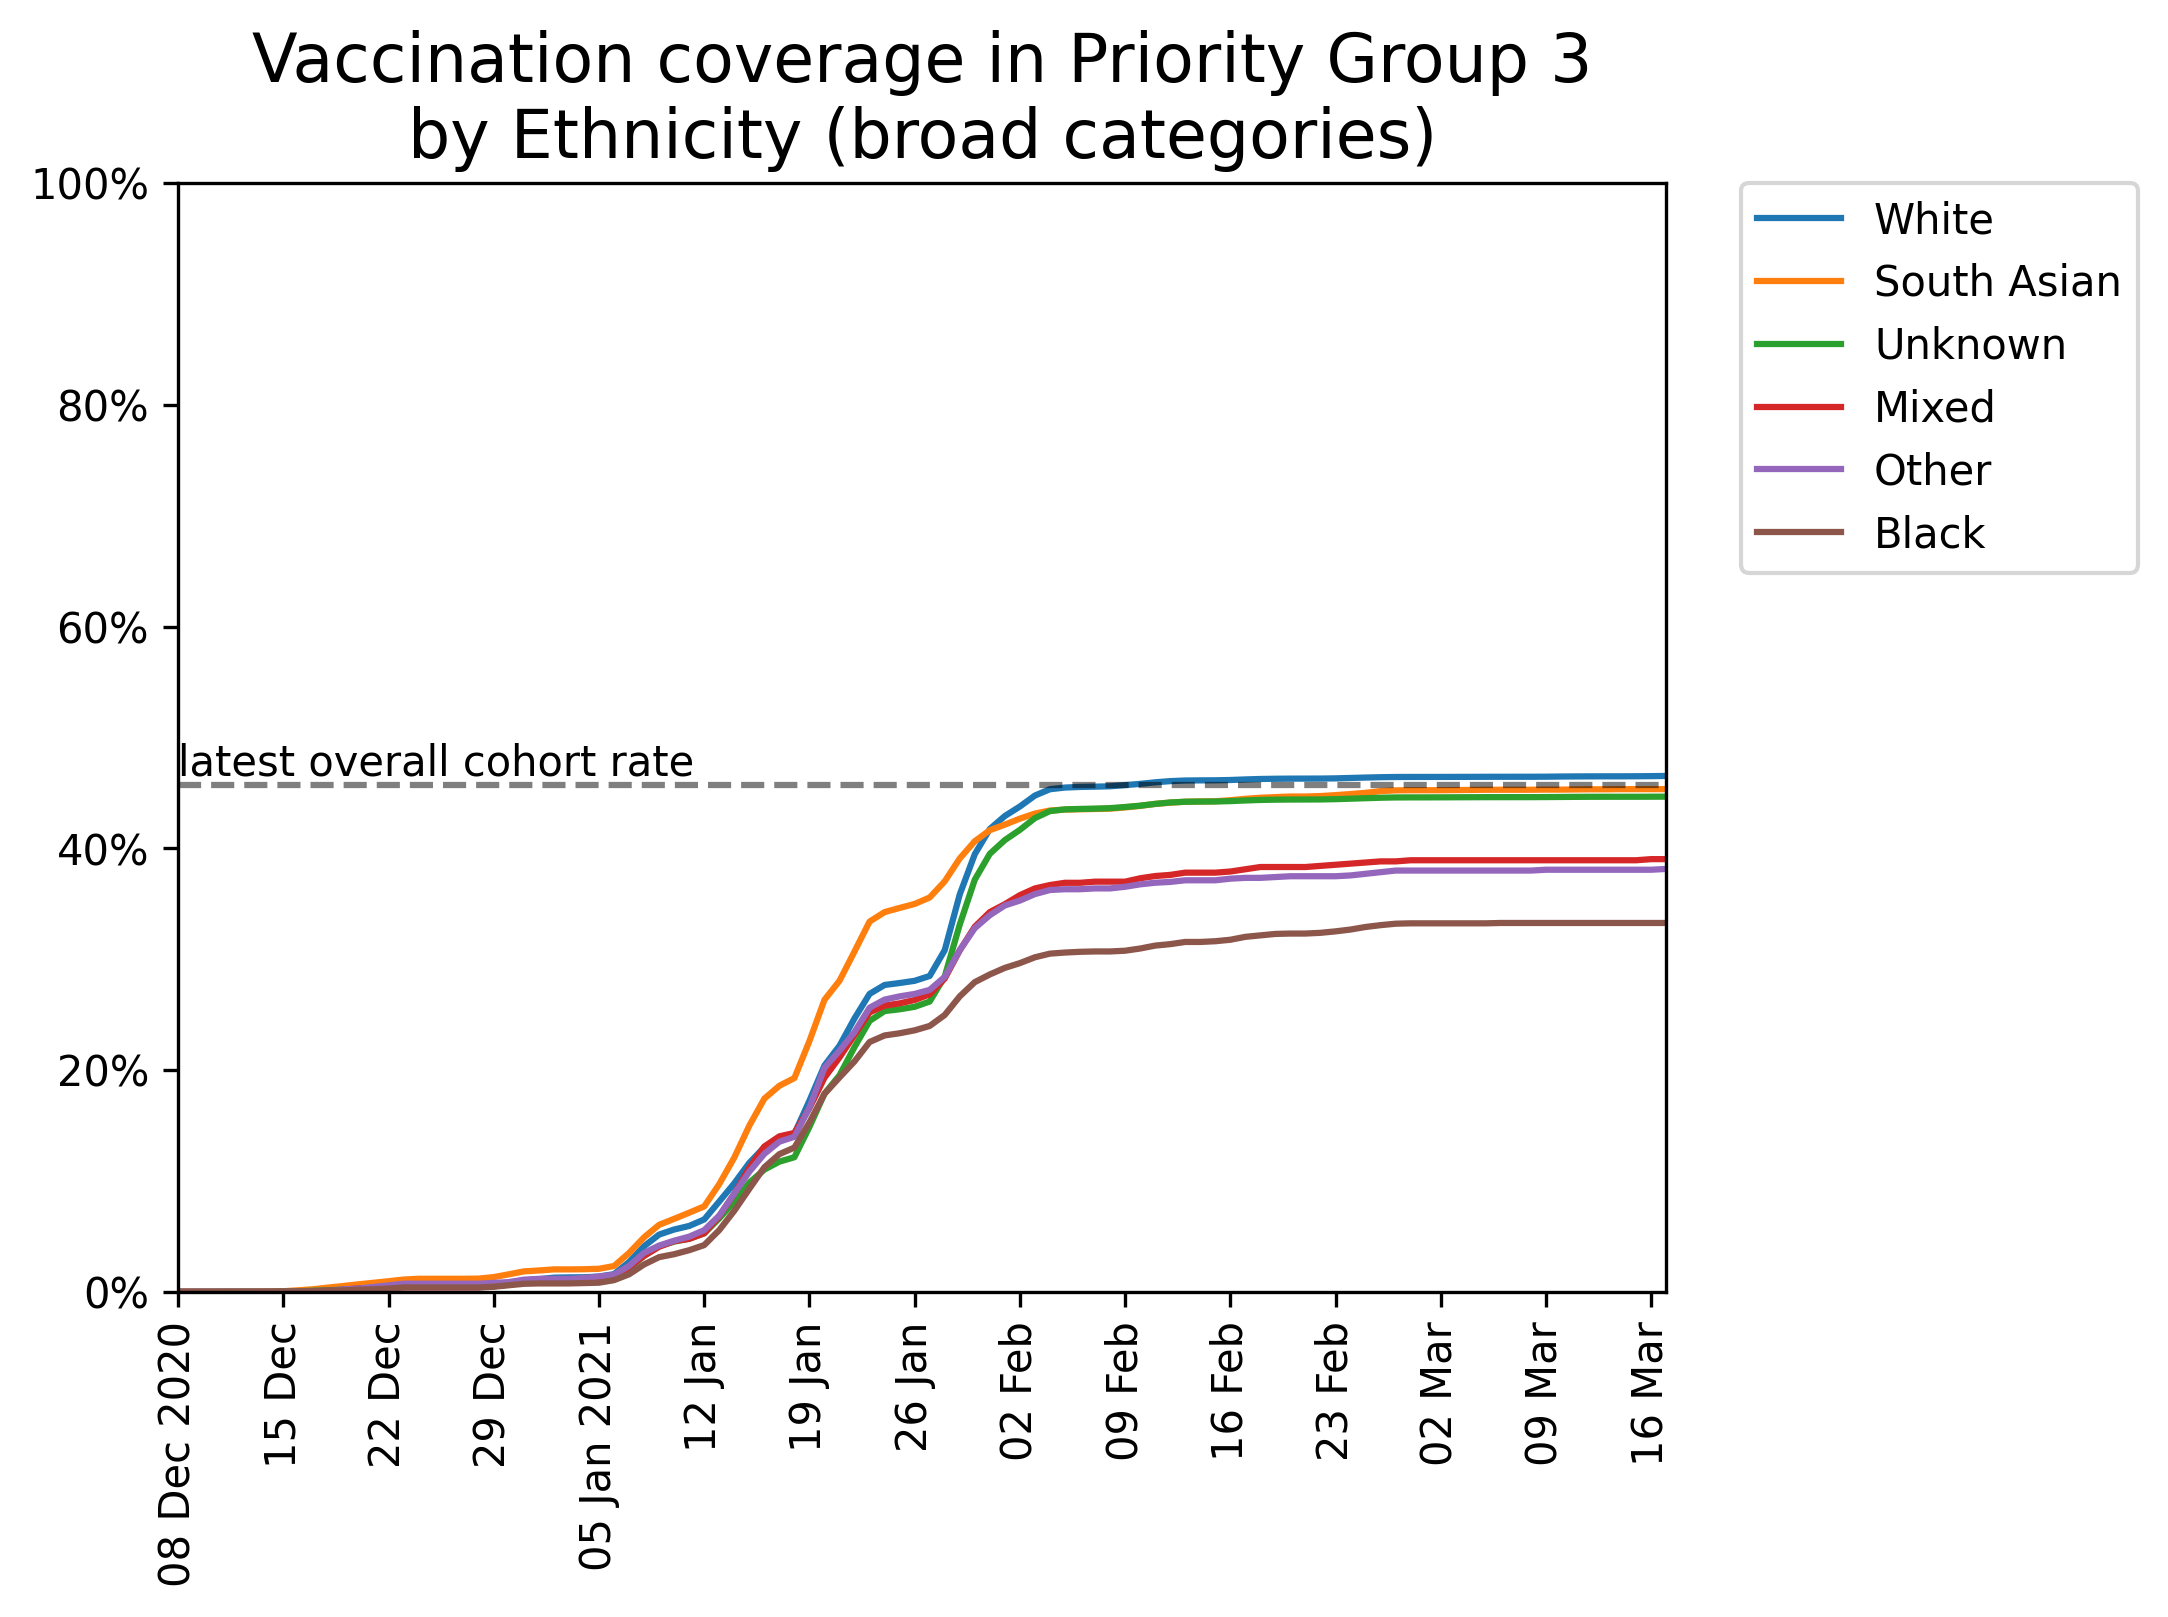 Vaccination coverage in Priority Group 3
by Ethnicity (broad categories)
100%
80%
60%
40%
20%
0%
latest overall cohort rate
White
South Asian
Unknown
Mixed
Other
Black
08 Dec 2020
15 Dec
22 Dec
29 Dec
05 Jan 2021
12 Jan
19 Jan
26 Jan
02 Feb
09 Feb
16 Feb
23 Feb
02 Mar
09 Mar
16 Mar